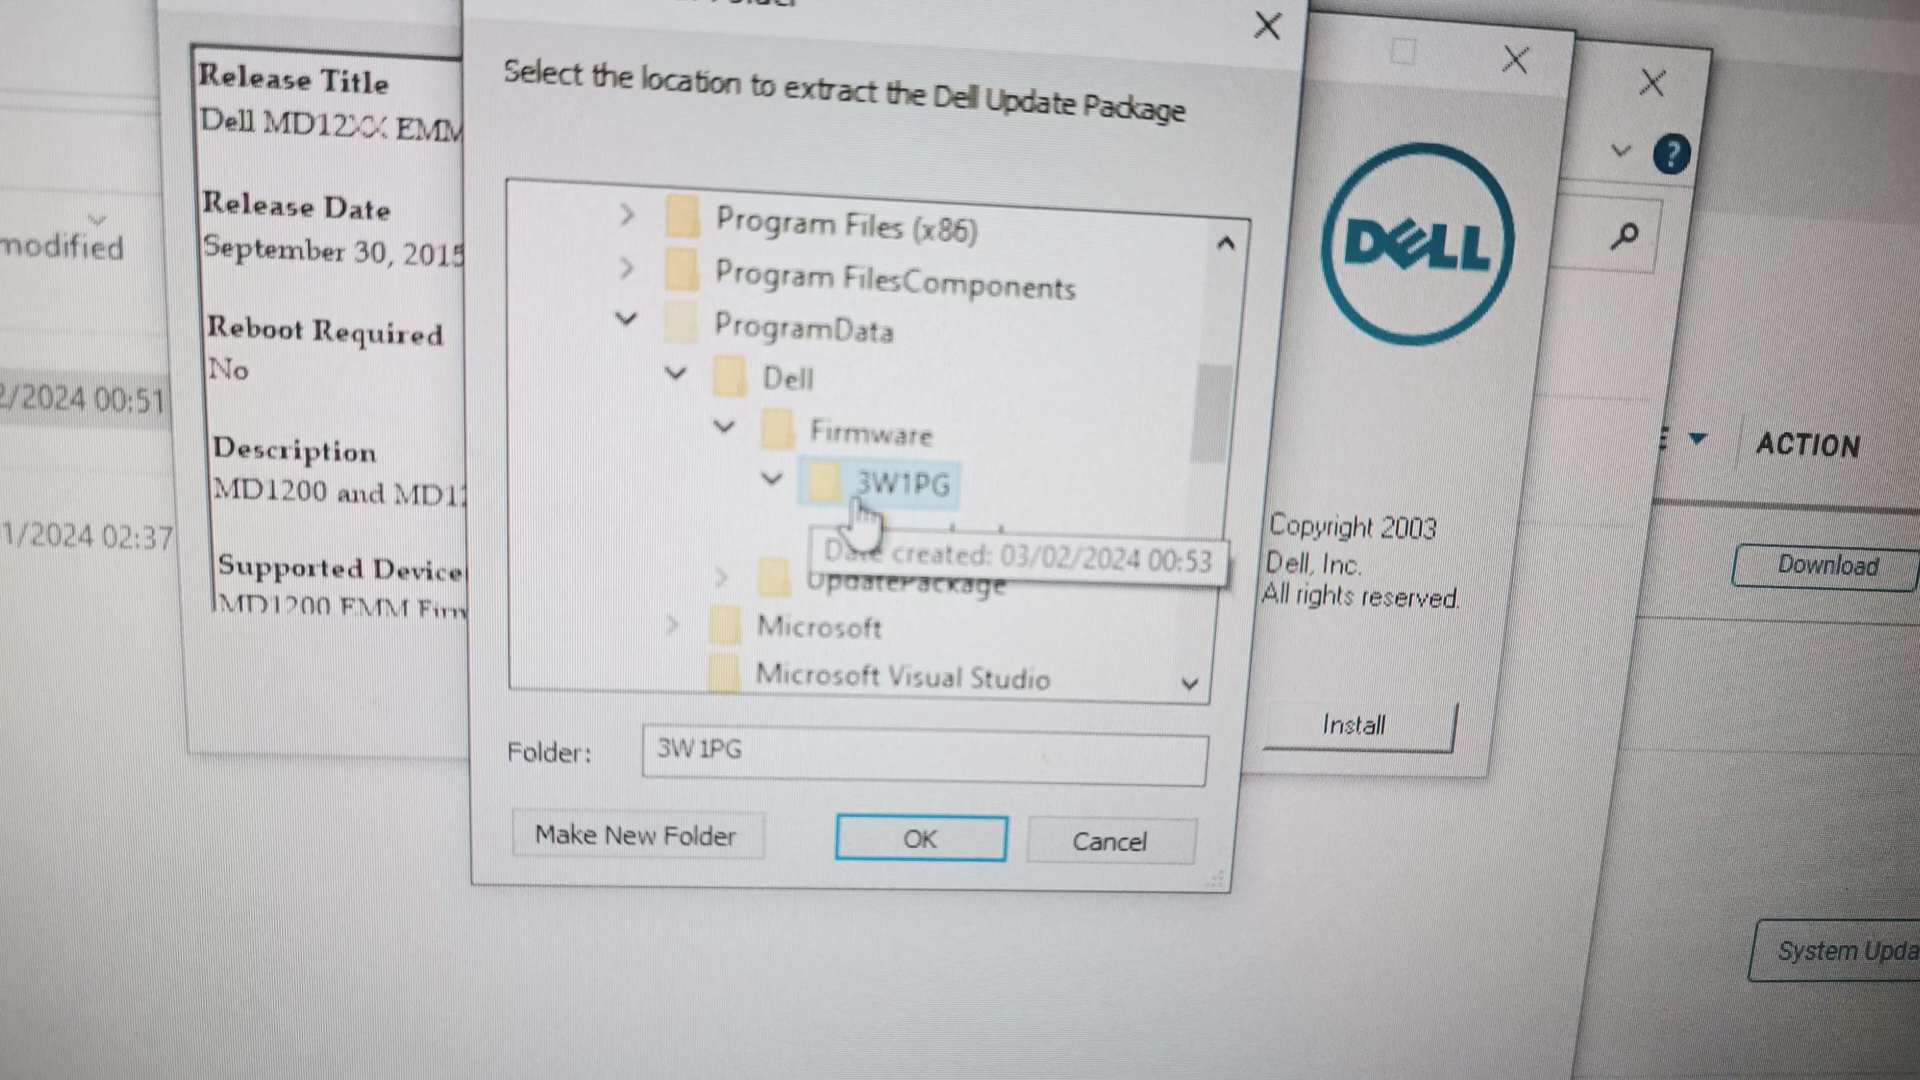 Release Title
Dell MD12XX EMM
Release Date
September 30, 2015
Reboot Required
No
Description
MD1200 and MD12
Supported Device
MD1200 EMM Firm
modified
2/2024 00:51
1/2024 02:37
Select the location to extract the Dell Update Package
Program Files (x86)
Program FilesComponents
ProgramData
Dell
Firmware
3W1PG
Date created: 03/02/2024 00:53
UpdatePackage
Microsoft
Microsoft Visual Studio
Folder:
3W1PG
Make New Folder
OK
Cancel
DELL
Copyright 2003
Dell, Inc.
All rights reserved.
Install
?
ACTION
Download
System Upda